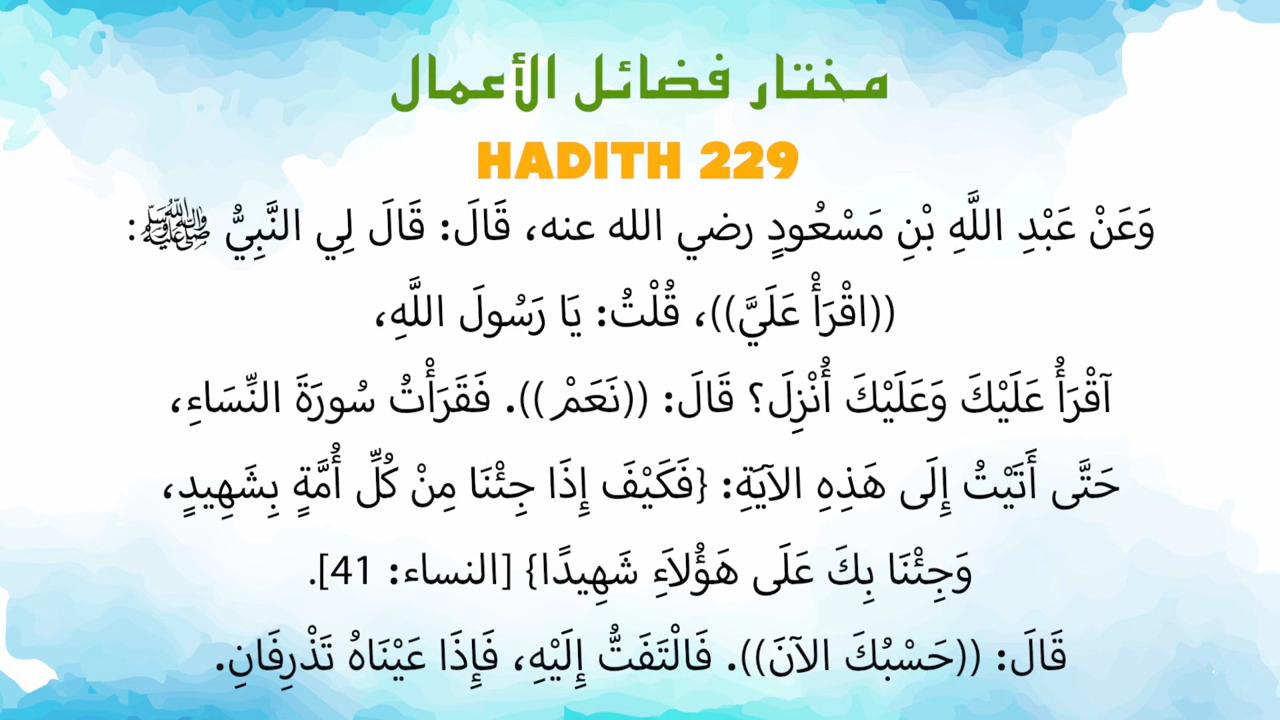 مختار فضائل الأعمال
HADITH 229
وَعَنْ عَبْدِ اللَّهِ بْنِ مَسْعُودٍ رضي الله عنه، قَالَ: قَالَ لِي النَّبِيُّ ﷺ:
((اقْرَأْ عَلَيَّ))، قُلْتُ: يَا رَسُولَ اللَّهِ،
آقْرَأُ عَلَيْكَ وَعَلَيْكَ أُنْزِلَ؟ قَالَ: ((نَعَمْ)). فَقَرَأْتُ سُورَةَ النِّسَاءِ،
حَتَّى أَتَيْتُ إِلَى هَذِهِ الآيَةِ: {فَكَيْفَ إِذَا جِئْنَا مِنْ كُلِّ أُمَّةٍ بِشَهِيدٍ،
وَجِئْنَا بِكَ عَلَى هَؤُلاَءِ شَهِيدًا} [النساء: 41].
قَالَ: ((حَسْبُكَ الآنَ)). فَالْتَفَتُّ إِلَيْهِ، فَإِذَا عَيْنَاهُ تَذْرِفَانِ.